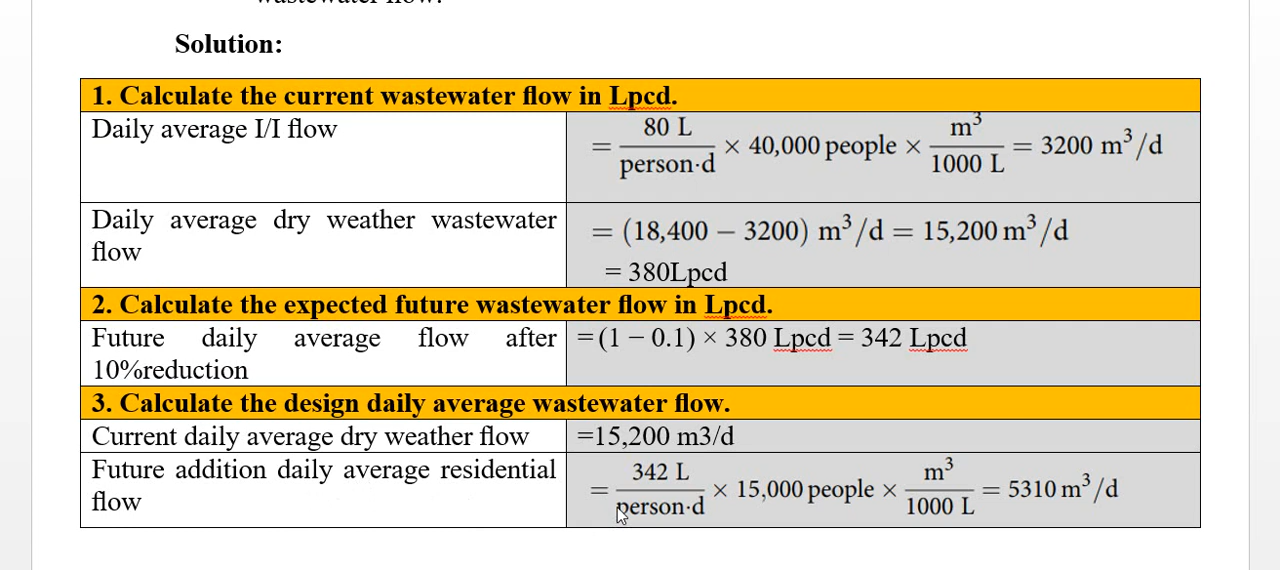 wastewater flow?
Solution:
1. Calculate the current wastewater flow in Lpcd.
Daily average I/I flow
= 80 L / person·d × 40,000 people × m³ / 1000 L = 3200 m³/d
Daily average dry weather wastewater
flow
= (18,400 − 3200) m³/d = 15,200 m³/d
= 380Lpcd
2. Calculate the expected future wastewater flow in Lpcd.
Future daily average flow after
10%reduction
=(1 − 0.1) × 380 Lpcd = 342 Lpcd
3. Calculate the design daily average wastewater flow.
Current daily average dry weather flow
=15,200 m3/d
Future addition daily average residential
flow
= 342 L / person·d × 15,000 people × m³ / 1000 L = 5310 m³/d